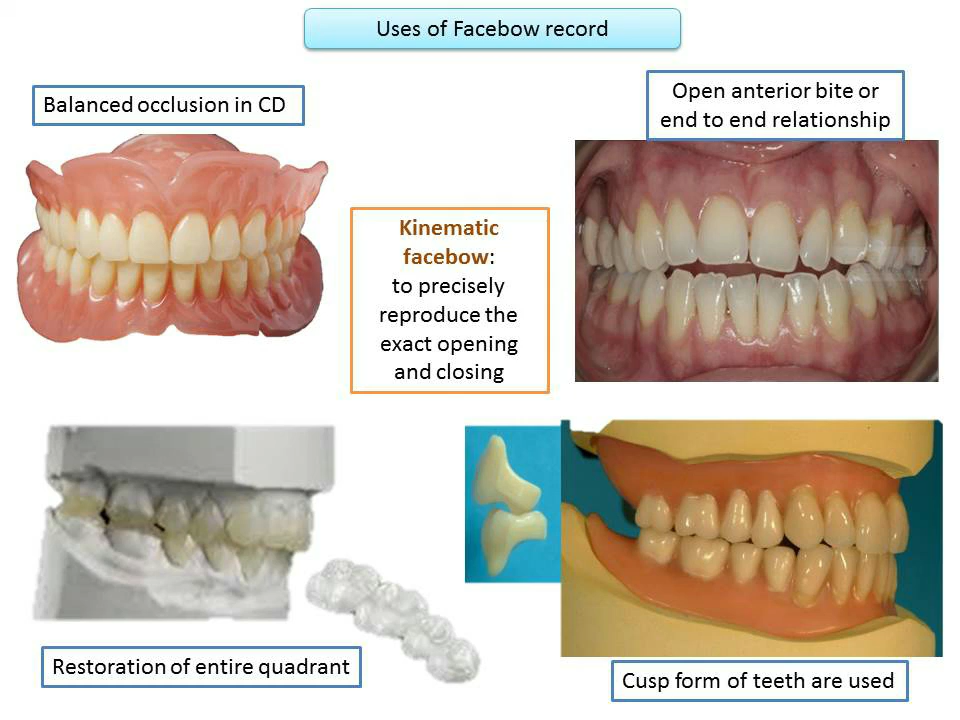 Uses of Facebow record
Balanced occlusion in CD
Open anterior bite or
end to end relationship
Kinematic
facebow:
to precisely
reproduce the
exact opening
and closing
Restoration of entire quadrant
Cusp form of teeth are used